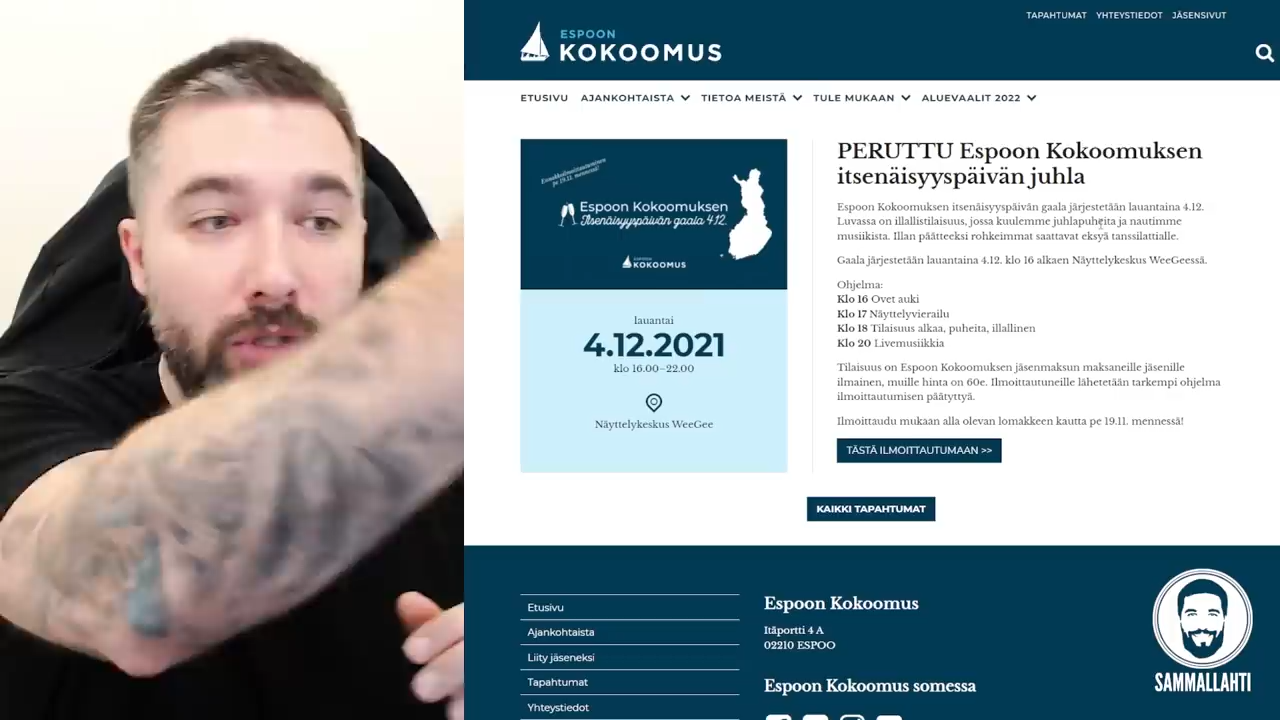 TAPAHTUMAT YHTEYSTIEDOT JÄSENSIVUT
ESPOON
KOKOOMUS
ETUSIVU AJANKOHTAISTA TIETOA MEISTÄ TULE MUKAAN ALUEVAALIT 2022
Ennakkoilmoittautuminen
pe 19.11. mennessä!
Espoon Kokoomuksen
Itsenäisyyspäivän gaala 4.12.
ESPOON
KOKOOMUS
lauantai
4.12.2021
klo 16.00–22.00
Näyttelykeskus WeeGee
PERUTTU Espoon Kokoomuksen
itsenäisyyspäivän juhla
Espoon Kokoomuksen itsenäisyyspäivän gaala järjestetään lauantaina 4.12.
Luvassa on illallistilaisuus, jossa kuulemme juhlapuheita ja nautimme
musiikista. Illan päätteeksi rohkeimmat saattavat eksyä tanssilattialle.
Gaala järjestetään lauantaina 4.12. klo 16 alkaen Näyttelykeskus WeeGeessä.
Ohjelma:
Klo 16 Ovet auki
Klo 17 Näyttelyvierailu
Klo 18 Tilaisuus alkaa, puheita, illallinen
Klo 20 Livemusiikkia
Tilaisuus on Espoon Kokoomuksen jäsenmaksun maksaneille jäsenille
ilmainen, muille hinta on 60e. Ilmoittautuneille lähetetään tarkempi ohjelma
ilmoittautumisen päätyttyä.
Ilmoittaudu mukaan alla olevan lomakkeen kautta pe 19.11. mennessä!
TÄSTÄ ILMOITTAUTUMAAN >>
KAIKKI TAPAHTUMAT
Etusivu
Ajankohtaista
Liity jäseneksi
Tapahtumat
Yhteystiedot
Espoon Kokoomus
Itäportti 4 A
02210 ESPOO
Espoon Kokoomus somessa
SAMMALLAHTI